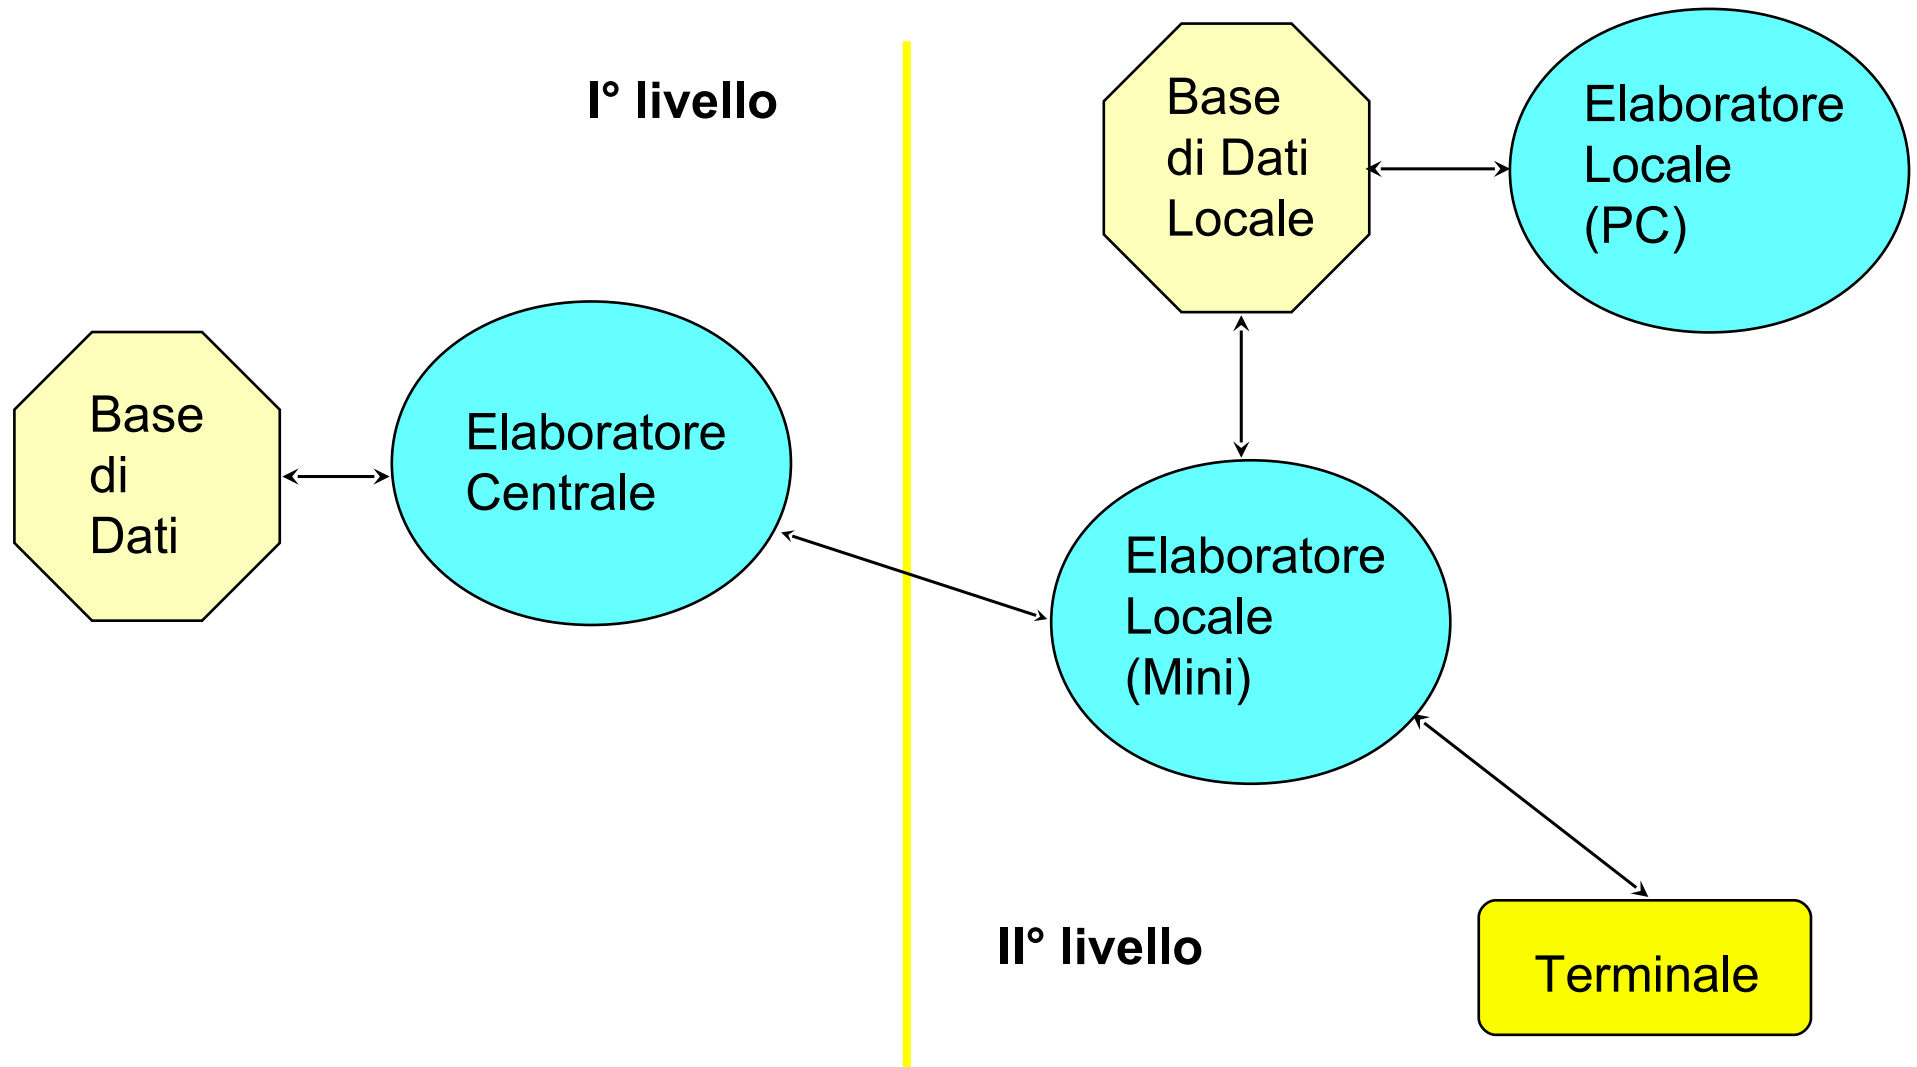 I° livello
Base
di Dati
Locale
Elaboratore
Locale
(PC)
Base
di
Dati
Elaboratore
Centrale
Elaboratore
Locale
(Mini)
II° livello
Terminale